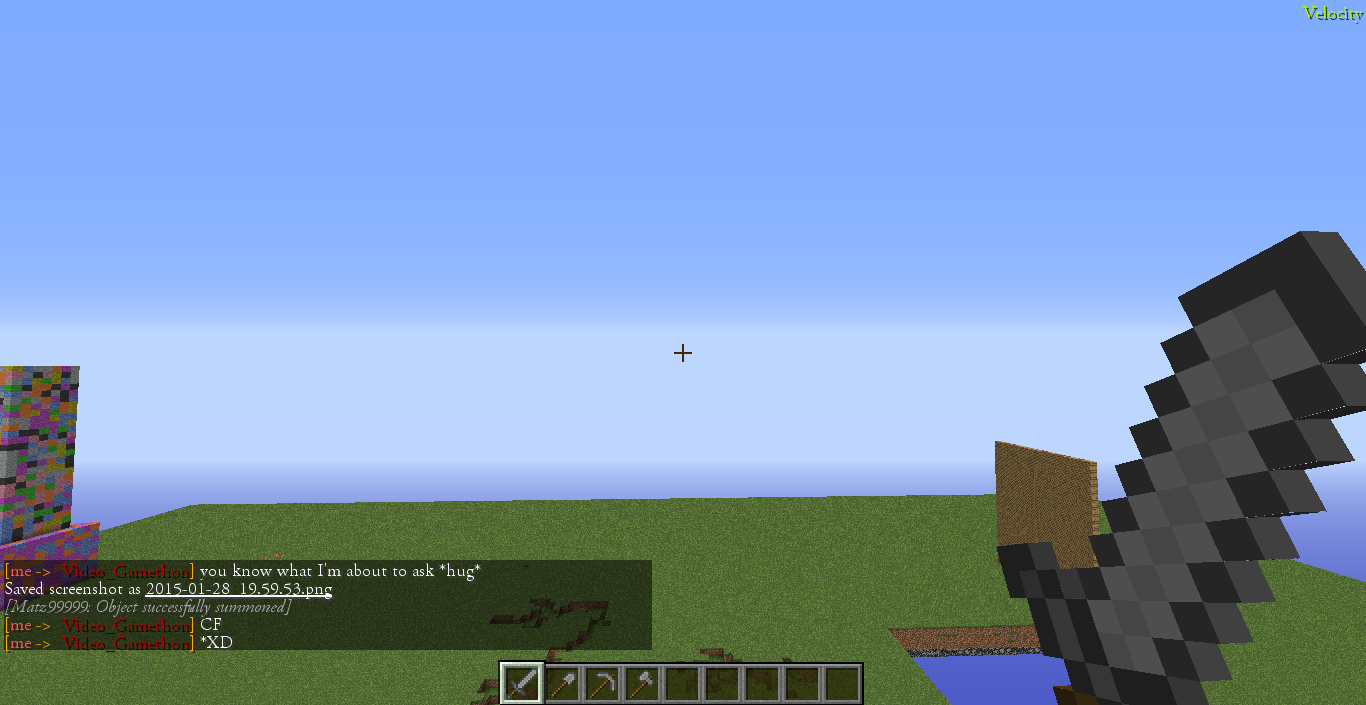 Velocity
[me -> Video_Gamethon] you know what I'm about to ask *hug*
Saved screenshot as 2015-01-28_19.59.53.png
[Matz99999: Object successfully summoned]
[me -> Video_Gamethon] CF
[me -> Video_Gamethon] *XD